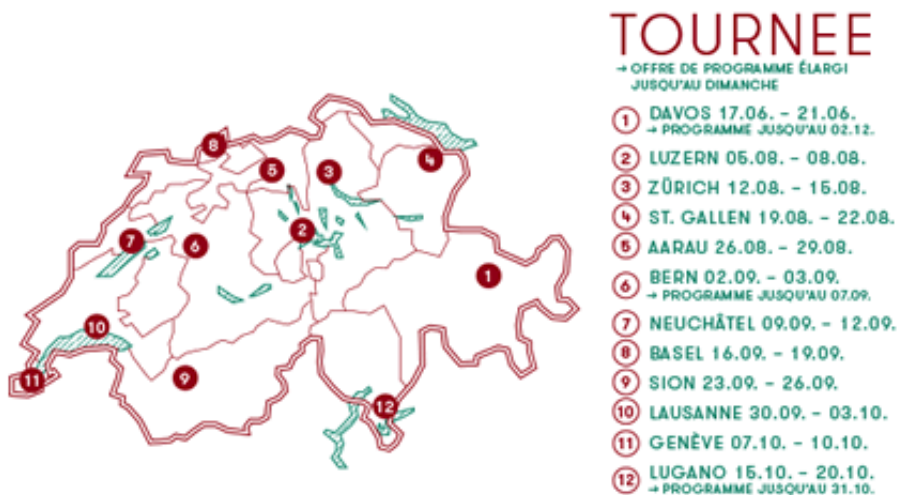 TOURNEE
→ OFFRE DE PROGRAMME ÉLARGI
JUSQU'AU DIMANCHE
1 DAVOS 17.06. – 21.06.
→ PROGRAMME JUSQU'AU 02.12.
2 LUZERN 05.08. – 08.08.
3 ZÜRICH 12.08. – 15.08.
4 ST. GALLEN 19.08. – 22.08.
5 AARAU 26.08. – 29.08.
6 BERN 02.09. – 03.09.
→ PROGRAMME JUSQU'AU 07.09.
7 NEUCHÂTEL 09.09. – 12.09.
8 BASEL 16.09. – 19.09.
9 SION 23.09. – 26.09.
10 LAUSANNE 30.09. – 03.10.
11 GENÈVE 07.10. – 10.10.
12 LUGANO 15.10. – 20.10.
→ PROGRAMME JUSQU'AU 31.10.
8
4
5
3
2
7
6
1
10
9
11
12